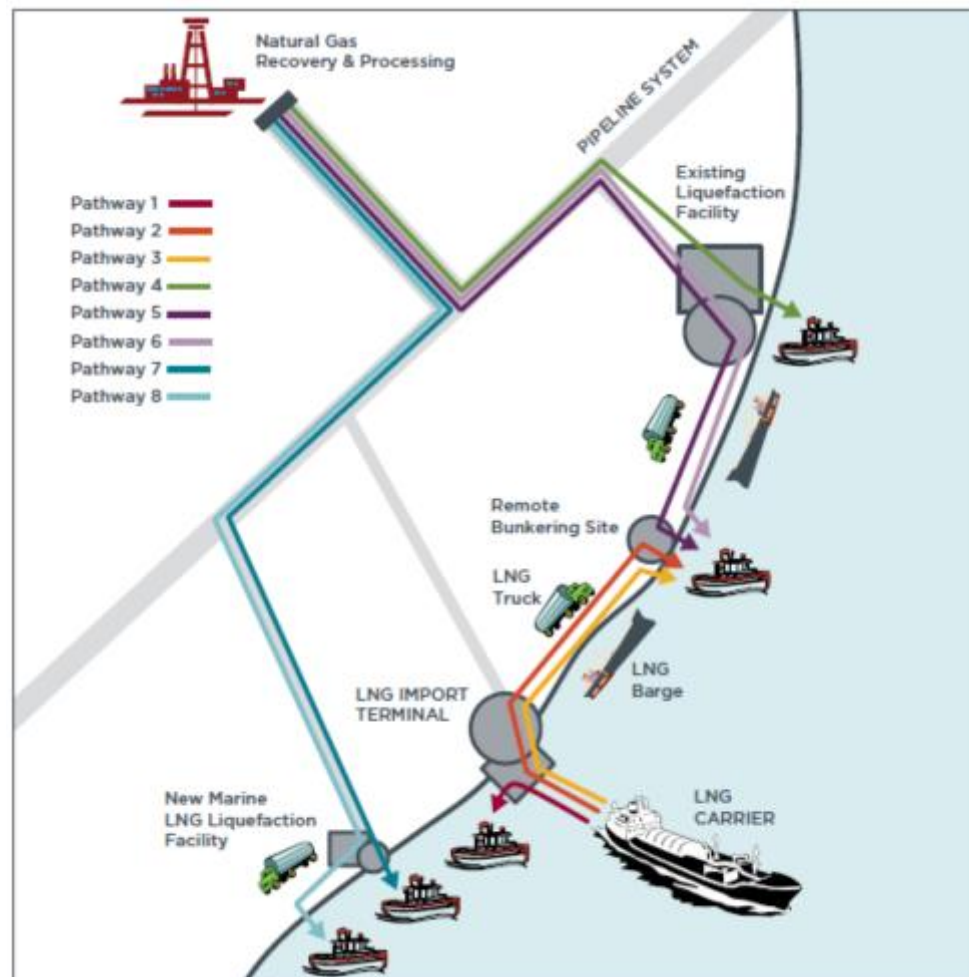 Natural Gas
Recovery & Processing
PIPELINE SYSTEM
Existing
Liquefaction
Facility
Pathway 1
Pathway 2
Pathway 3
Pathway 4
Pathway 5
Pathway 6
Pathway 7
Pathway 8
Remote
Bunkering Site
LNG
Truck
LNG
Barge
LNG IMPORT
TERMINAL
New Marine
LNG Liquefaction
Facility
LNG
CARRIER